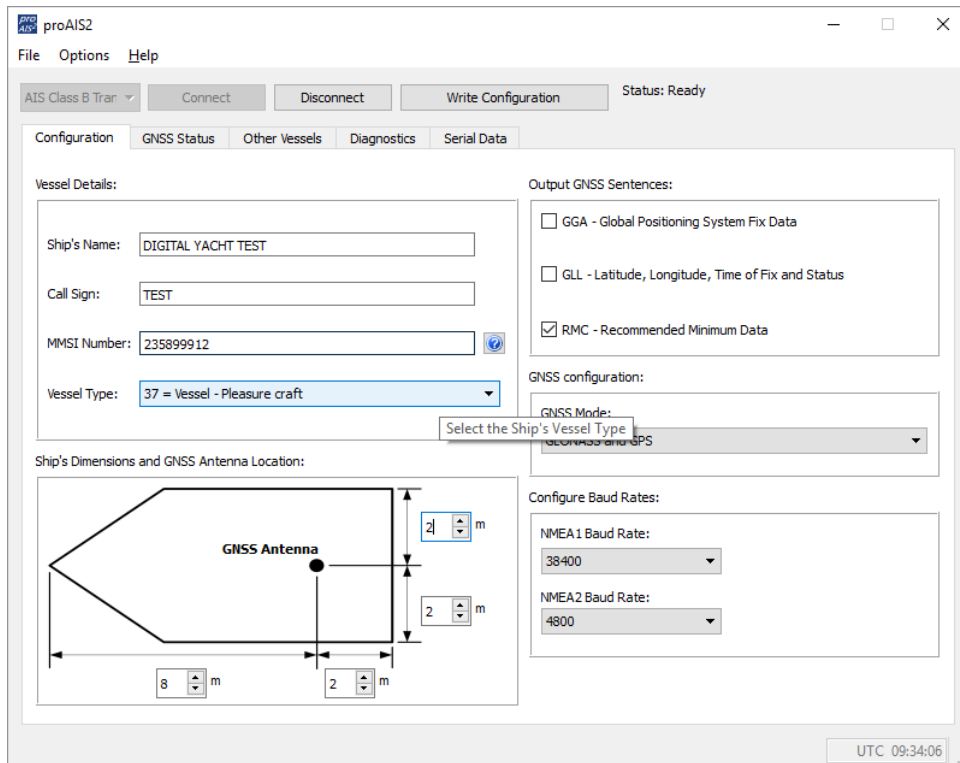 pro AIS2 proAIS2
File Options Help
AIS Class B Tran Connect Disconnect Write Configuration Status: Ready
Configuration GNSS Status Other Vessels Diagnostics Serial Data
Vessel Details:
Ship's Name: DIGITAL YACHT TEST
Call Sign: TEST
MMSI Number: 235899912 ?
Vessel Type: 37 = Vessel - Pleasure craft
Select the Ship's Vessel Type
Ship's Dimensions and GNSS Antenna Location:
2 m
GNSS Antenna
2 m
8 m 2 m
Output GNSS Sentences:
GGA - Global Positioning System Fix Data
GLL - Latitude, Longitude, Time of Fix and Status
RMC - Recommended Minimum Data
GNSS configuration:
GNSS Mode:
GLONASS and GPS
Configure Baud Rates:
NMEA1 Baud Rate:
38400
NMEA2 Baud Rate:
4800
UTC 09:34:06